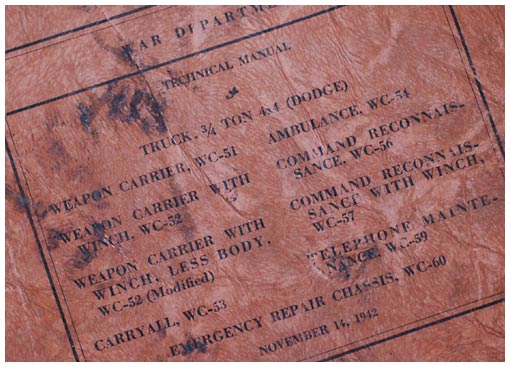 WAR DEPARTMENT
TECHNICAL MANUAL
TRUCK, 3/4 TON 4x4 (DODGE)
WEAPON CARRIER, WC-51
WEAPON CARRIER WITH
WINCH, WC-52
WEAPON CARRIER WITH
WINCH, LESS BODY,
WC-52 (Modified)
CARRYALL, WC-53
AMBULANCE, WC-54
COMMAND RECONNAIS-
SANCE, WC-56
COMMAND RECONNAIS-
SANCE WITH WINCH,
WC-57
TELEPHONE MAINTE-
NANCE, WC-59
EMERGENCY REPAIR CHASSIS, WC-60
NOVEMBER 14, 1942